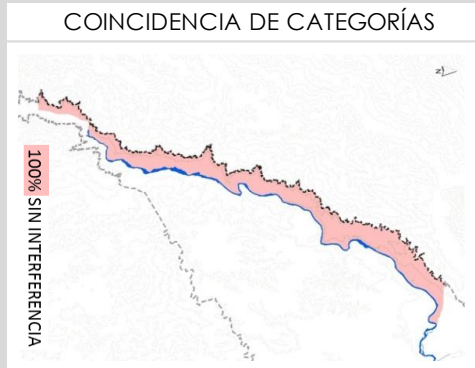 COINCIDENCIA DE CATEGORÍAS
N
100% SIN INTERFERENCIA